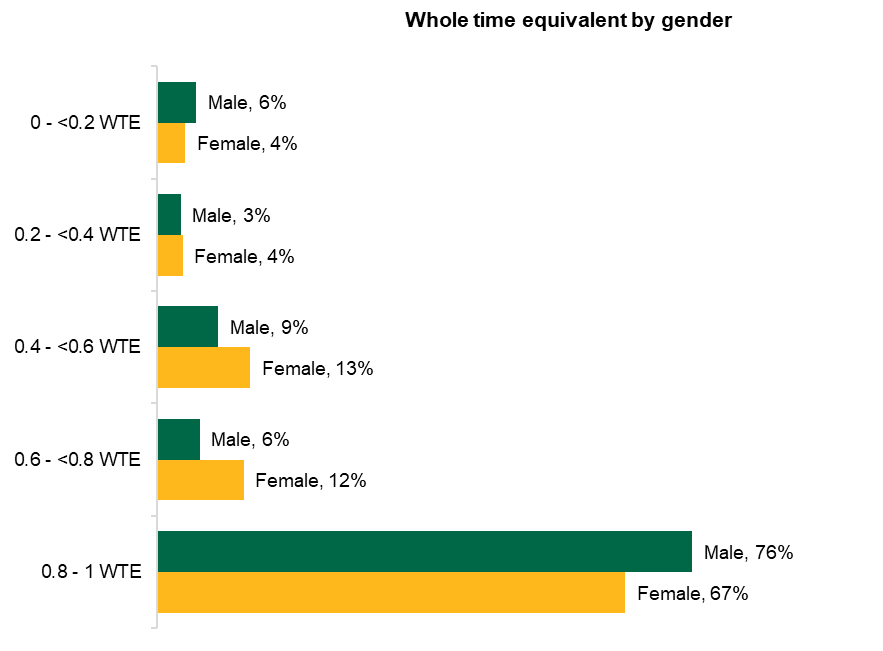 Whole time equivalent by gender
0 - <0.2 WTE
Male, 6%
Female, 4%
0.2 - <0.4 WTE
Male, 3%
Female, 4%
0.4 - <0.6 WTE
Male, 9%
Female, 13%
0.6 - <0.8 WTE
Male, 6%
Female, 12%
0.8 - 1 WTE
Male, 76%
Female, 67%